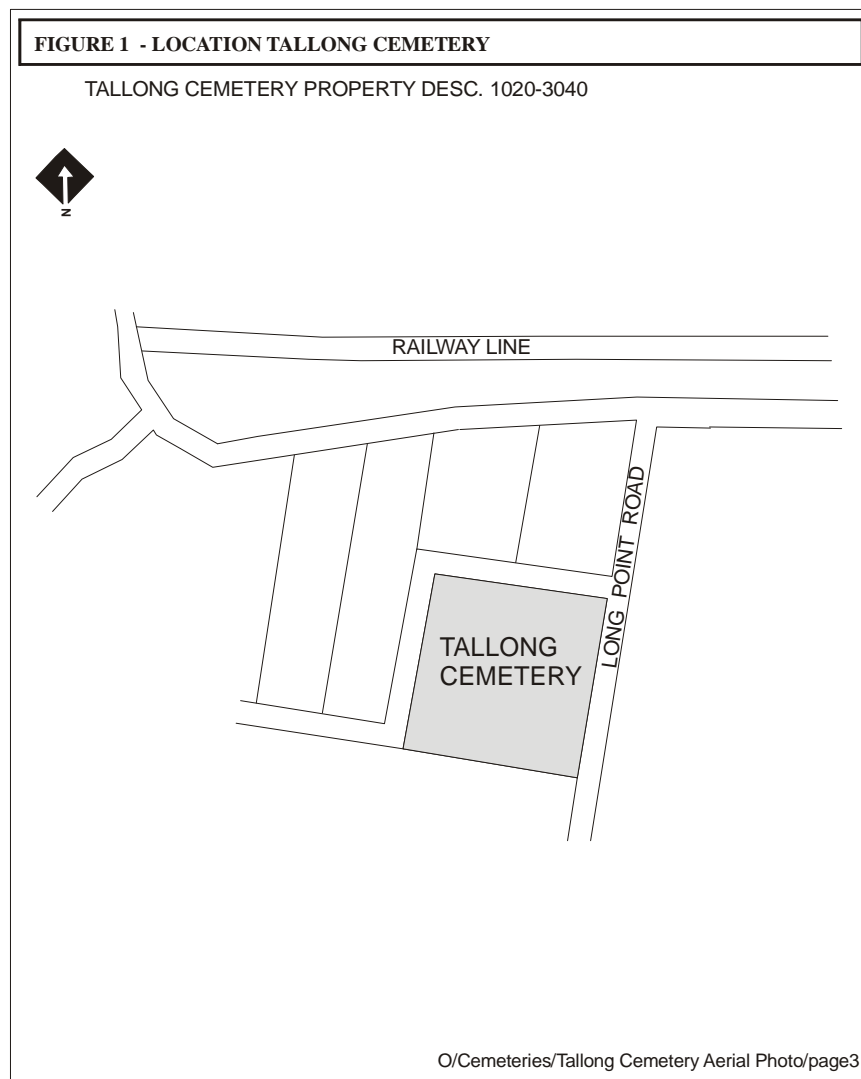 FIGURE 1 - LOCATION TALLONG CEMETERY
TALLONG CEMETERY PROPERTY DESC. 1020-3040
N
RAILWAY LINE
LONG POINT ROAD
TALLONG
CEMETERY
O/Cemeteries/Tallong Cemetery Aerial Photo/page3